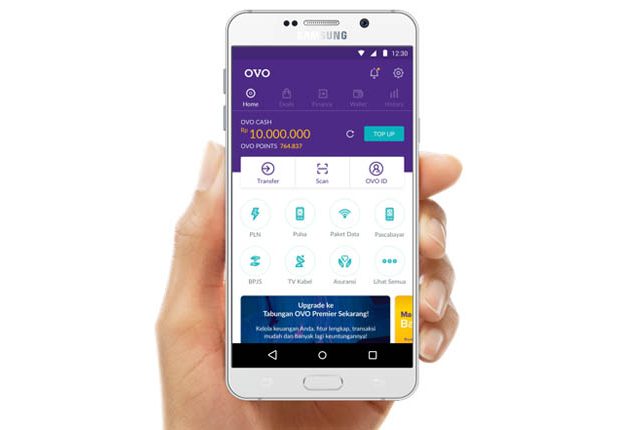 SAMSUNG
12:30
OVO
Home Deals Finance Wallet History
OVO CASH
Rp 10.000.000
TOP UP
OVO POINTS 764.837
Transfer Scan OVO ID
PLN Pulsa Paket Data Pascabayar
BPJS TV Kabel Asuransi Lihat Semua
Upgrade ke
Tabungan OVO Premier Sekarang!
Kelola keuangan Anda, fitur lengkap, transaksi
mudah dan banyak lagi keuntungannya!